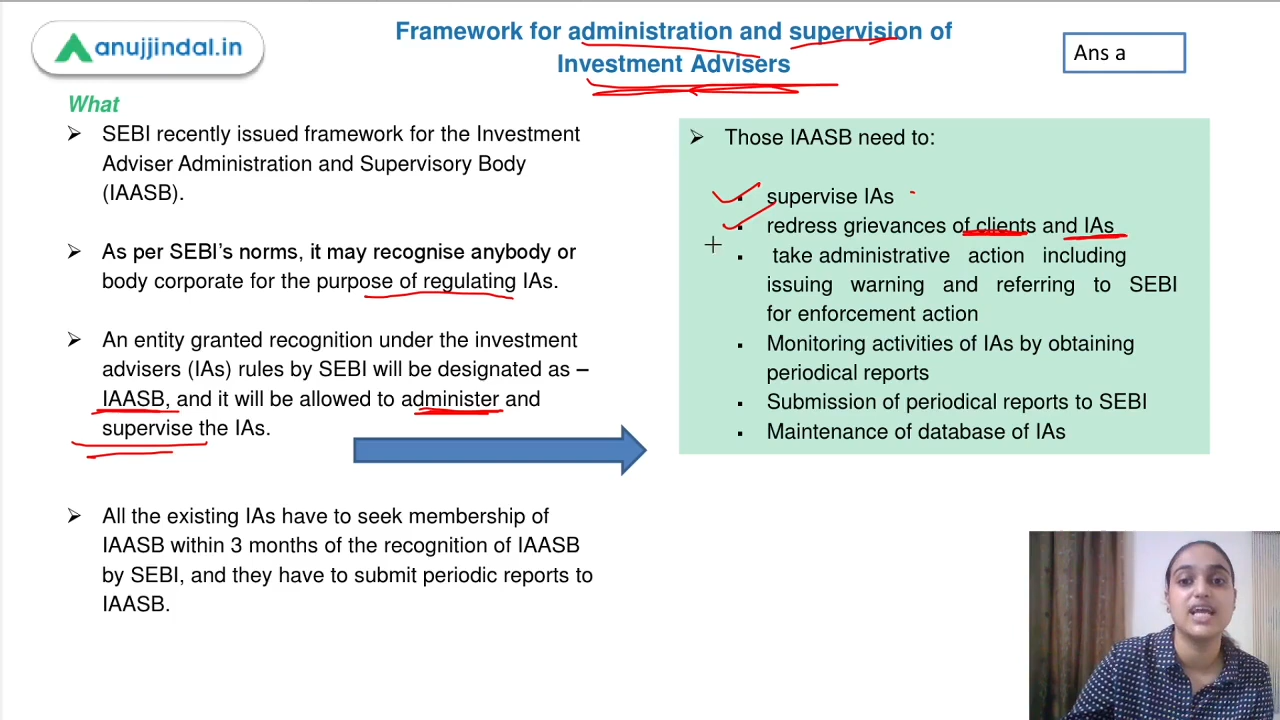 anujjindal.in
Framework for administration and supervision of
Investment Advisers
Ans a
What
SEBI recently issued framework for the Investment
Adviser Administration and Supervisory Body
(IAASB).
As per SEBI's norms, it may recognise anybody or
body corporate for the purpose of regulating IAs.
An entity granted recognition under the investment
advisers (IAs) rules by SEBI will be designated as –
IAASB, and it will be allowed to administer and
supervise the IAs.
All the existing IAs have to seek membership of
IAASB within 3 months of the recognition of IAASB
by SEBI, and they have to submit periodic reports to
IAASB.
Those IAASB need to:
supervise IAs
redress grievances of clients and IAs
take administrative action including
issuing warning and referring to SEBI
for enforcement action
Monitoring activities of IAs by obtaining
periodical reports
Submission of periodical reports to SEBI
Maintenance of database of IAs